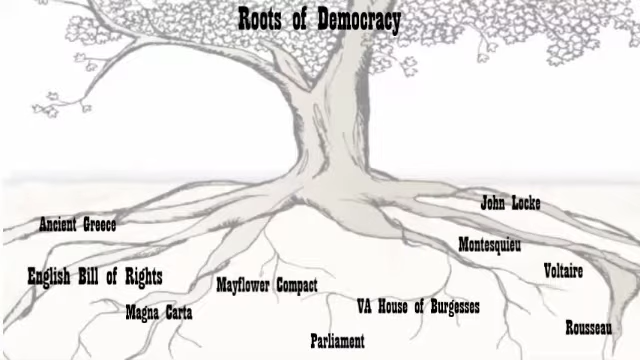 Roots of Democracy
John Locke
Ancient Greece
Montesquieu
Voltaire
English Bill of Rights
Mayflower Compact
VA House of Burgesses
Magna Carta
Rousseau
Parliament